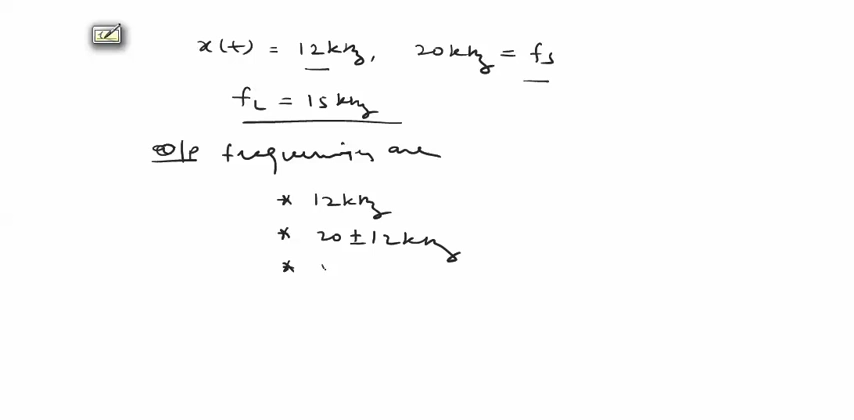 x(t) = 12kHz, 20kHz = fs
fL = 15kHz
O/P frequencies are
* 12kHz
* 20 ± 12kHz
*